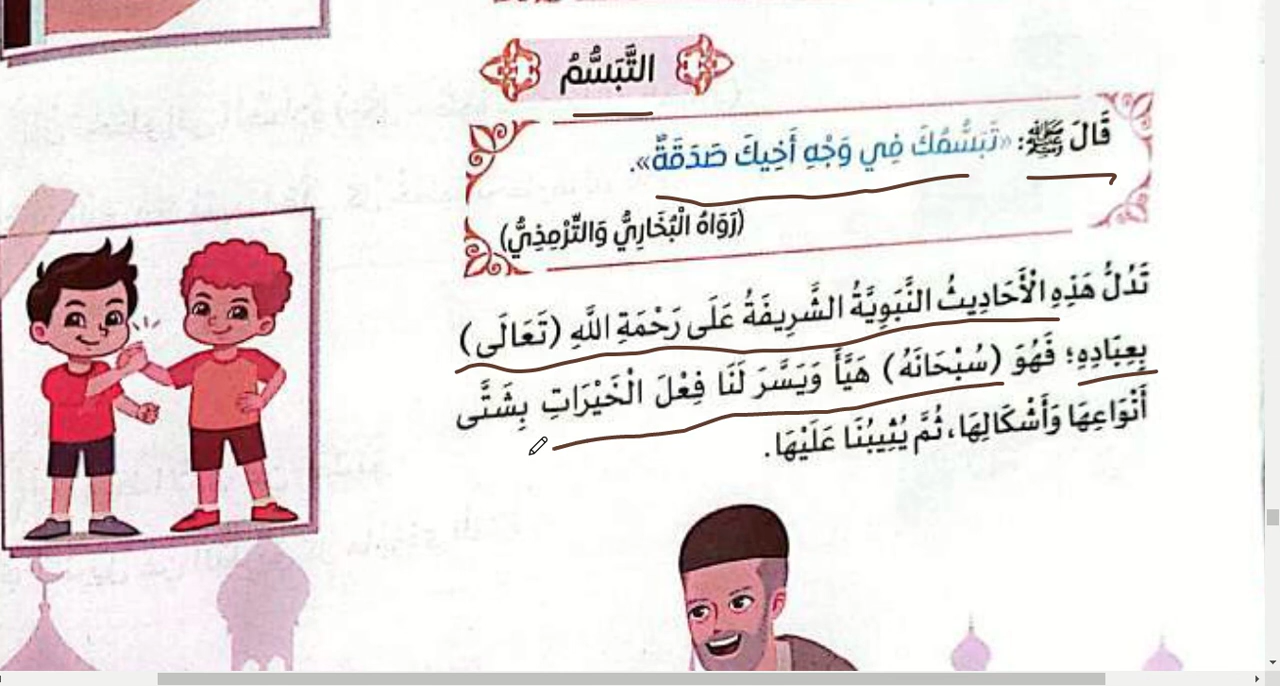 التَّبَسُّمُ
قَالَ ﷺ: «تَبَسُّمُكَ فِي وَجْهِ أَخِيكَ صَدَقَةٌ».
(رَوَاهُ الْبُخَارِيُّ وَالتِّرْمِذِيُّ)
تَدُلُّ هَذِهِ الْأَحَادِيثُ النَّبَوِيَّةُ الشَّرِيفَةُ عَلَى رَحْمَةِ اللَّهِ (تَعَالَى)
بِعِبَادِهِ؛ فَهُوَ (سُبْحَانَهُ) هَيَّأَ وَيَسَّرَ لَنَا فِعْلَ الْخَيْرَاتِ بِشَتَّى
أَنْوَاعِهَا وَأَشْكَالِهَا، ثُمَّ يُثِيبُنَا عَلَيْهَا.